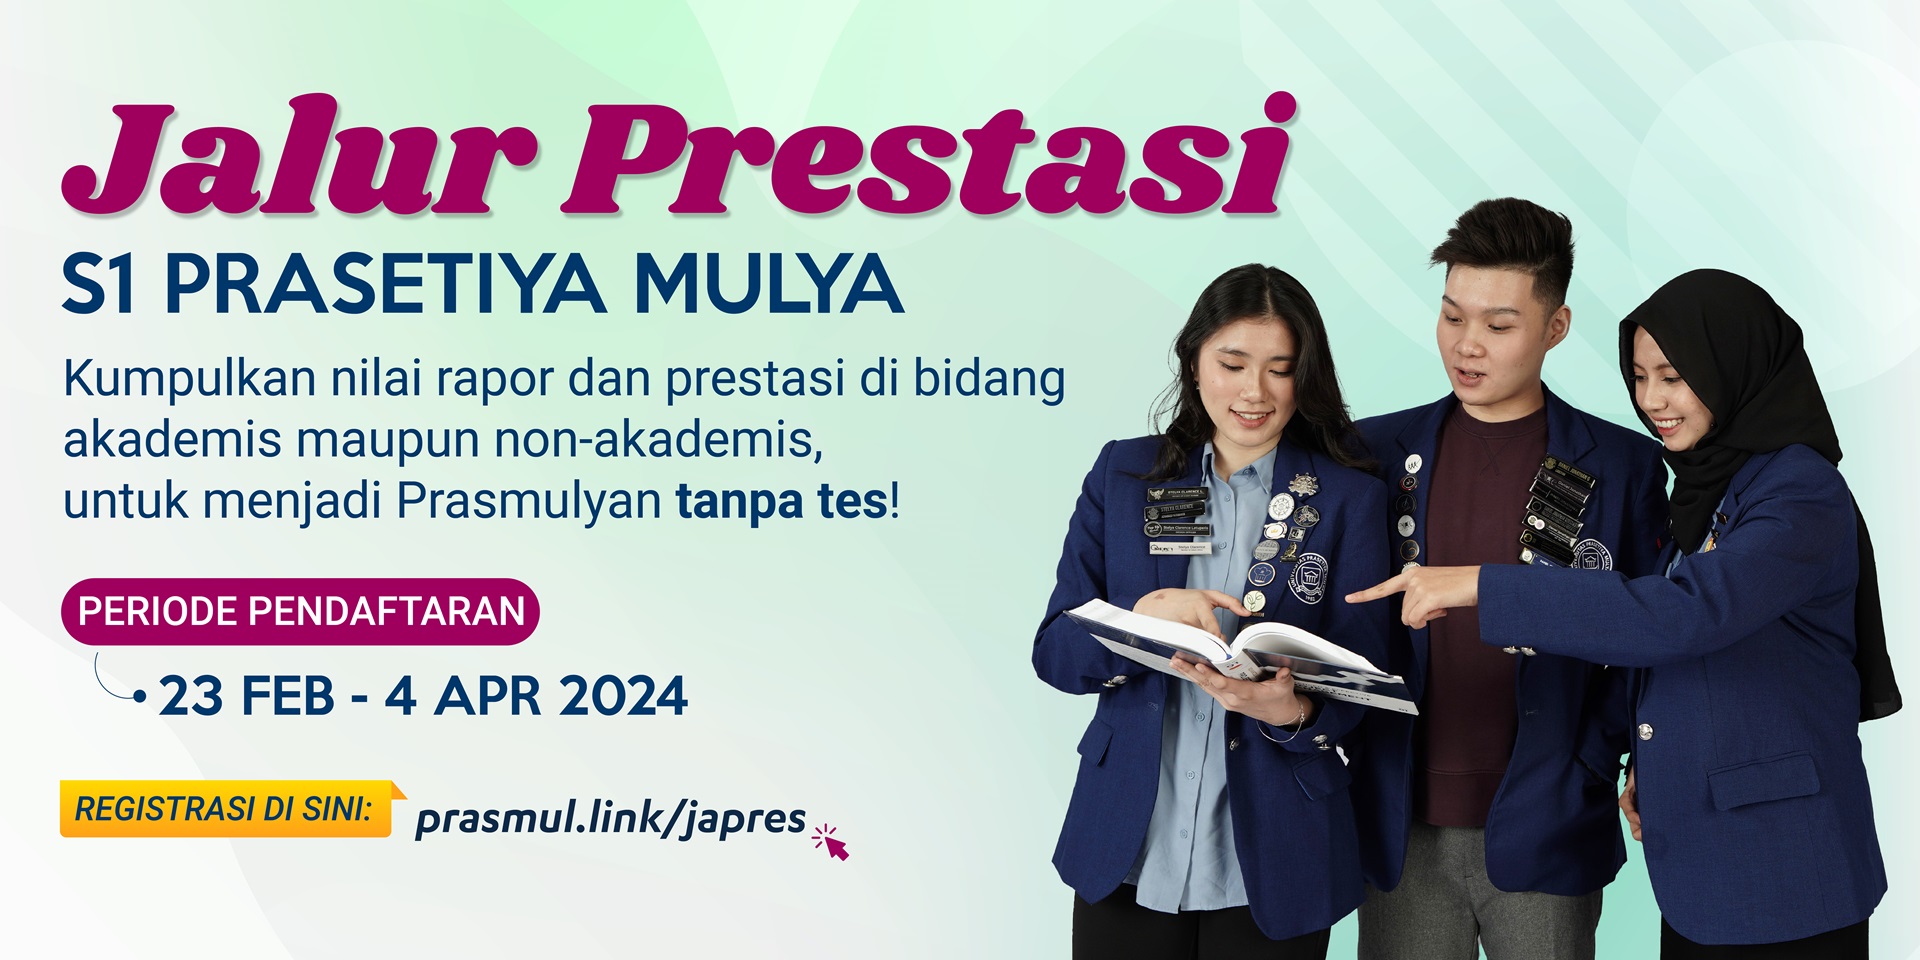 Jalur Prestasi
S1 PRASETIYA MULYA
Kumpulkan nilai rapor dan prestasi di bidang
akademis maupun non-akademis,
untuk menjadi Prasmulyan tanpa tes!
PERIODE PENDAFTARAN
23 FEB - 4 APR 2024
REGISTRASI DI SINI:
prasmul.link/japres